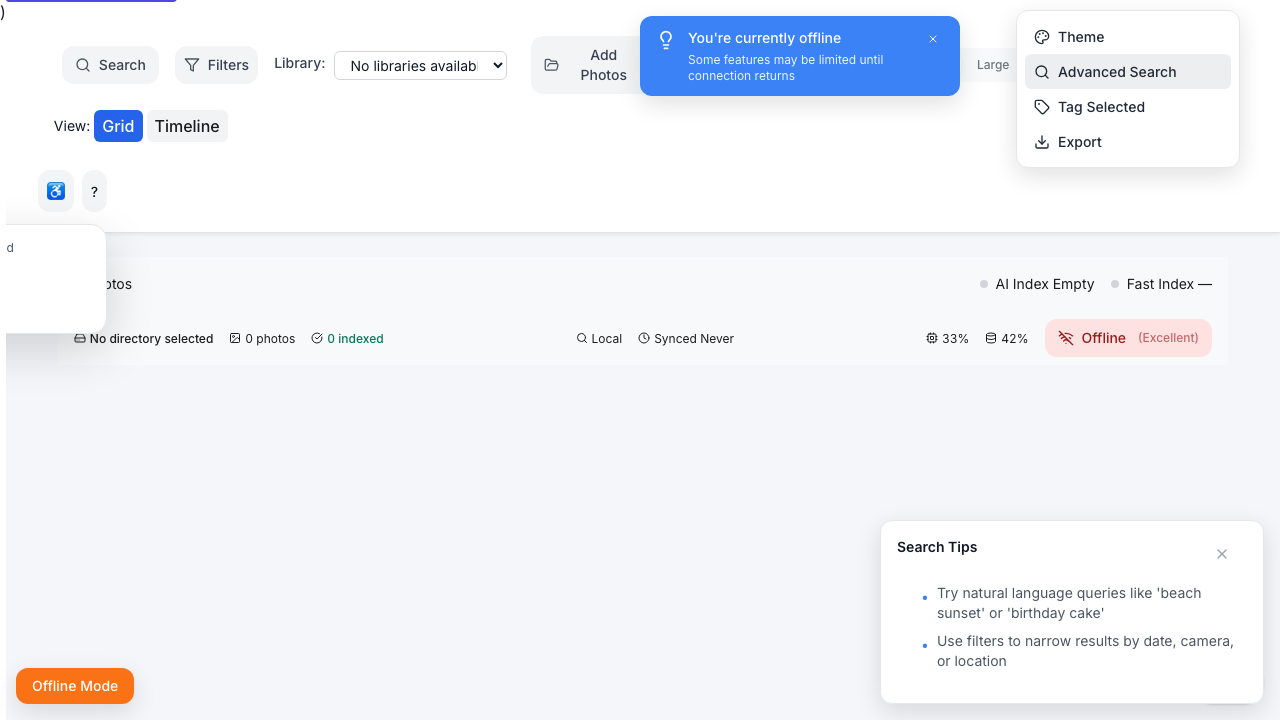 )
Search
Filters
Library:
No libraries availabl
Add
Photos
You're currently offline
Some features may be limited until
connection returns
Large
Theme
Advanced Search
Tag Selected
Export
View:
Grid
Timeline
?
d
otos
AI Index Empty
Fast Index —
No directory selected
0 photos
0 indexed
Local
Synced Never
33%
42%
Offline
(Excellent)
Search Tips
• Try natural language queries like 'beach
sunset' or 'birthday cake'
• Use filters to narrow results by date, camera,
or location
Offline Mode